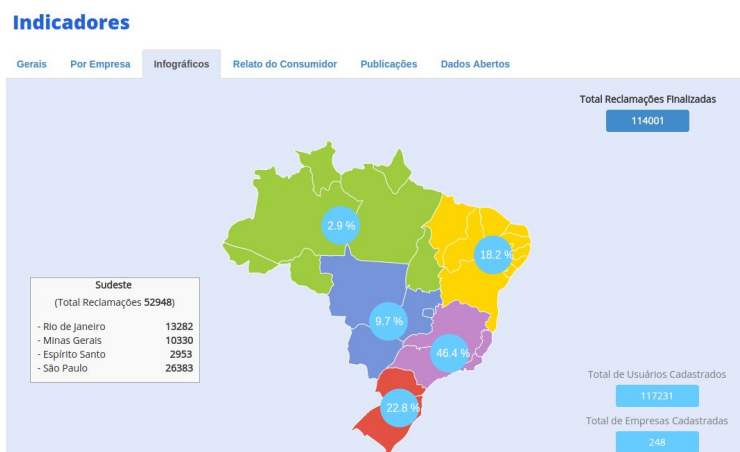 Indicadores
Gerais Por Empresa Infográficos Relato do Consumidor Publicações Dados Abertos
Total Reclamações Finalizadas
114001
2.9 %
18.2 %
Sudeste
(Total Reclamações 52948)
- Rio de Janeiro 13282
- Minas Gerais 10330
- Espírito Santo 2953
- São Paulo 26383
9.7 %
46.4 %
22.8 %
Total de Usuários Cadastrados
117231
Total de Empresas Cadastradas
248